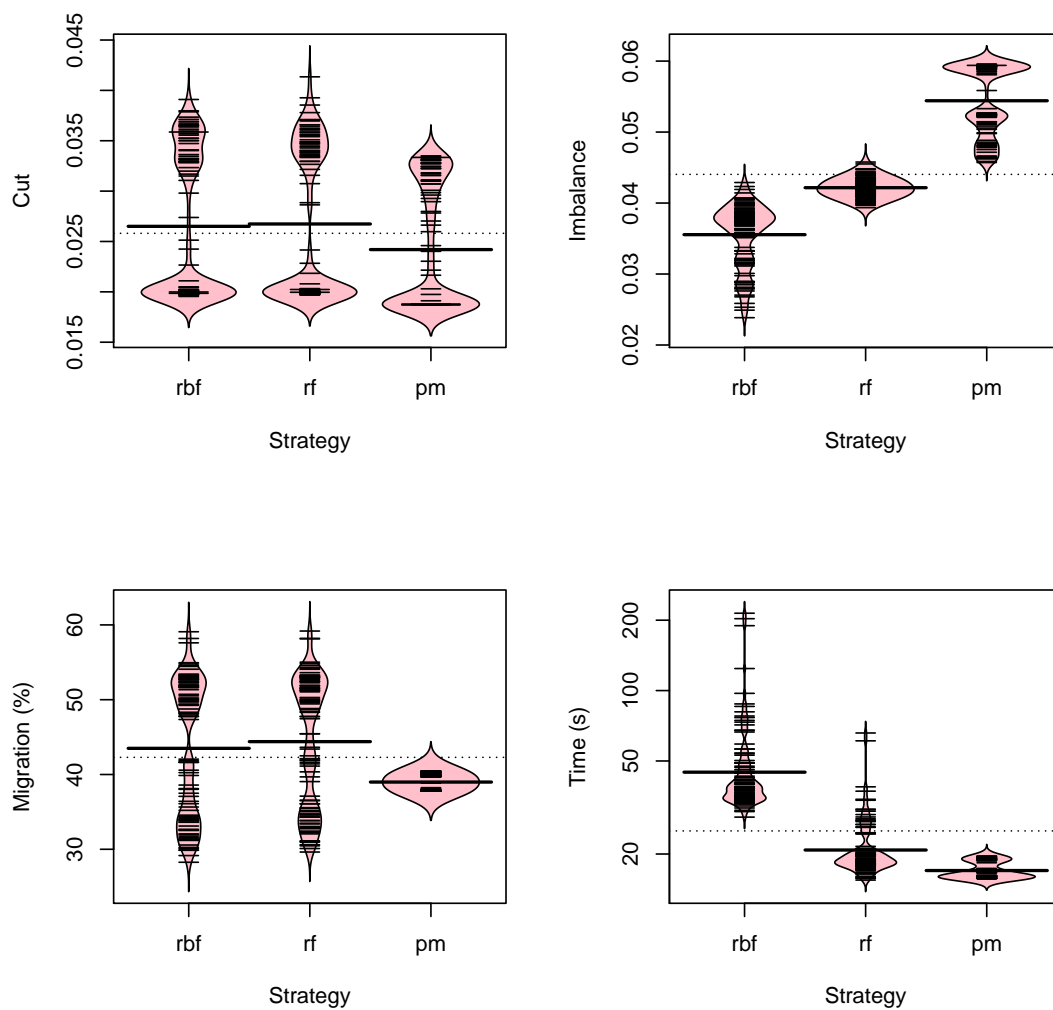 Cut
0.045
0.035
0.025
0.015
rbf rf pm
Strategy
Imbalance
0.06
0.05
0.04
0.03
0.02
rbf rf pm
Strategy
Migration (%)
60
50
40
30
rbf rf pm
Strategy
Time (s)
200
100
50
20
rbf rf pm
Strategy